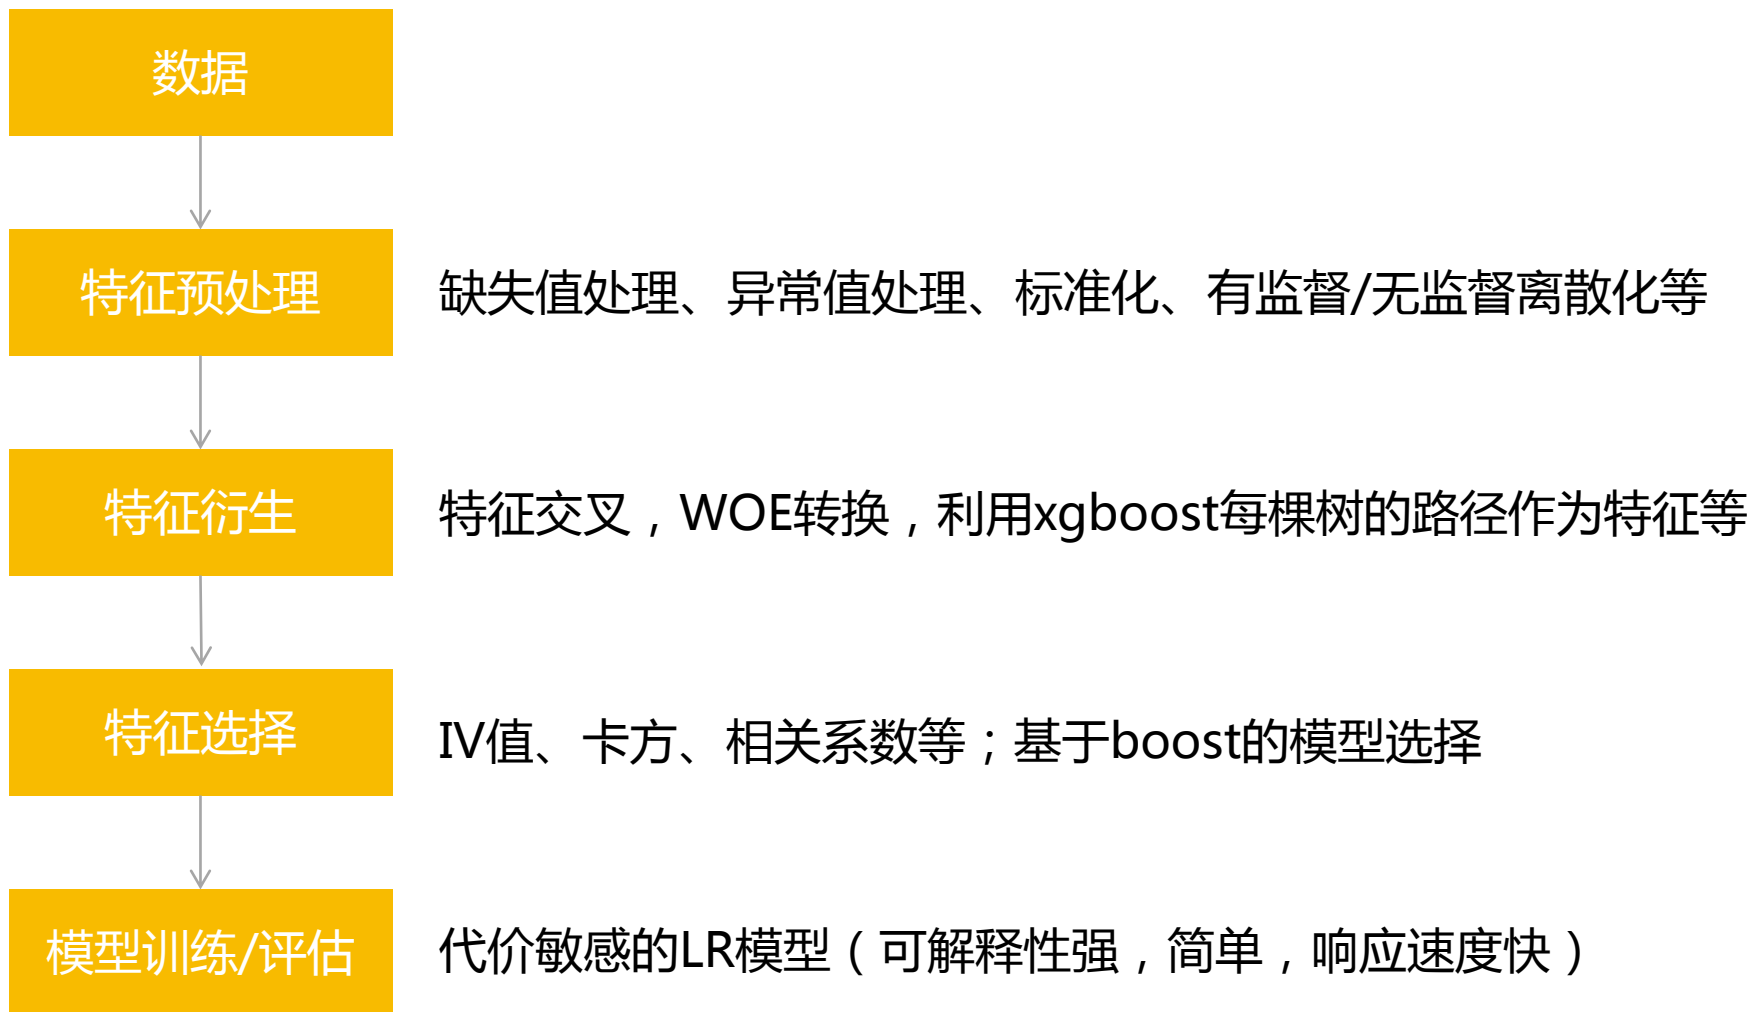 数据
特征预处理
缺失值处理、异常值处理、标准化、有监督/无监督离散化等
特征衍生
特征交叉，WOE转换，利用xgboost每棵树的路径作为特征等
特征选择
IV值、卡方、相关系数等；基于boost的模型选择
模型训练/评估
代价敏感的LR模型（可解释性强，简单，响应速度快）